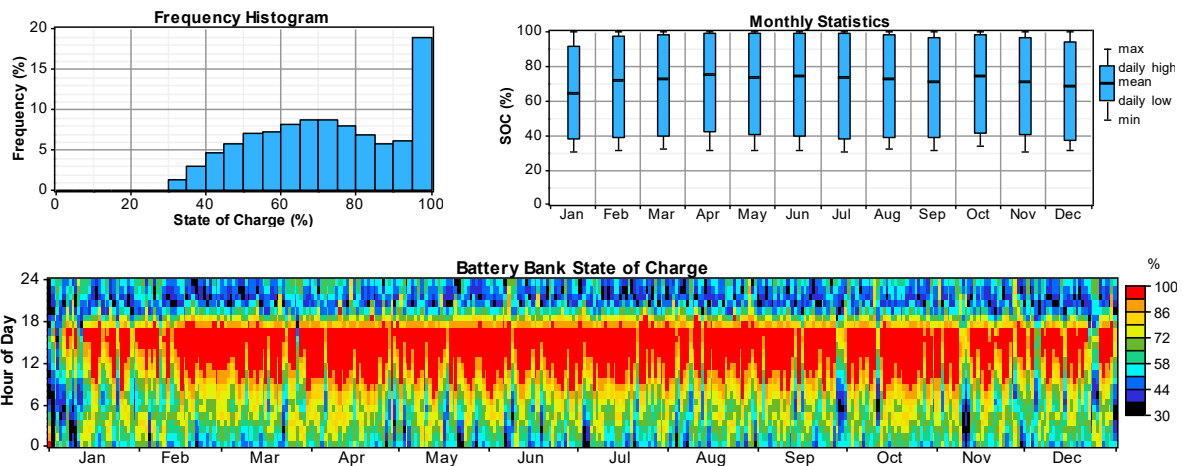 Frequency Histogram
20
15
10
5
0
Frequency (%)
0 20 40 60 80 100
State of Charge (%)
Monthly Statistics
100
80
60
40
20
0
SOC (%)
Jan Feb Mar Apr May Jun Jul Aug Sep Oct Nov Dec
max
daily high
mean
daily low
min
Battery Bank State of Charge
24
18
12
6
0
Hour of Day
Jan Feb Mar Apr May Jun Jul Aug Sep Oct Nov Dec
%
100
86
72
58
44
30